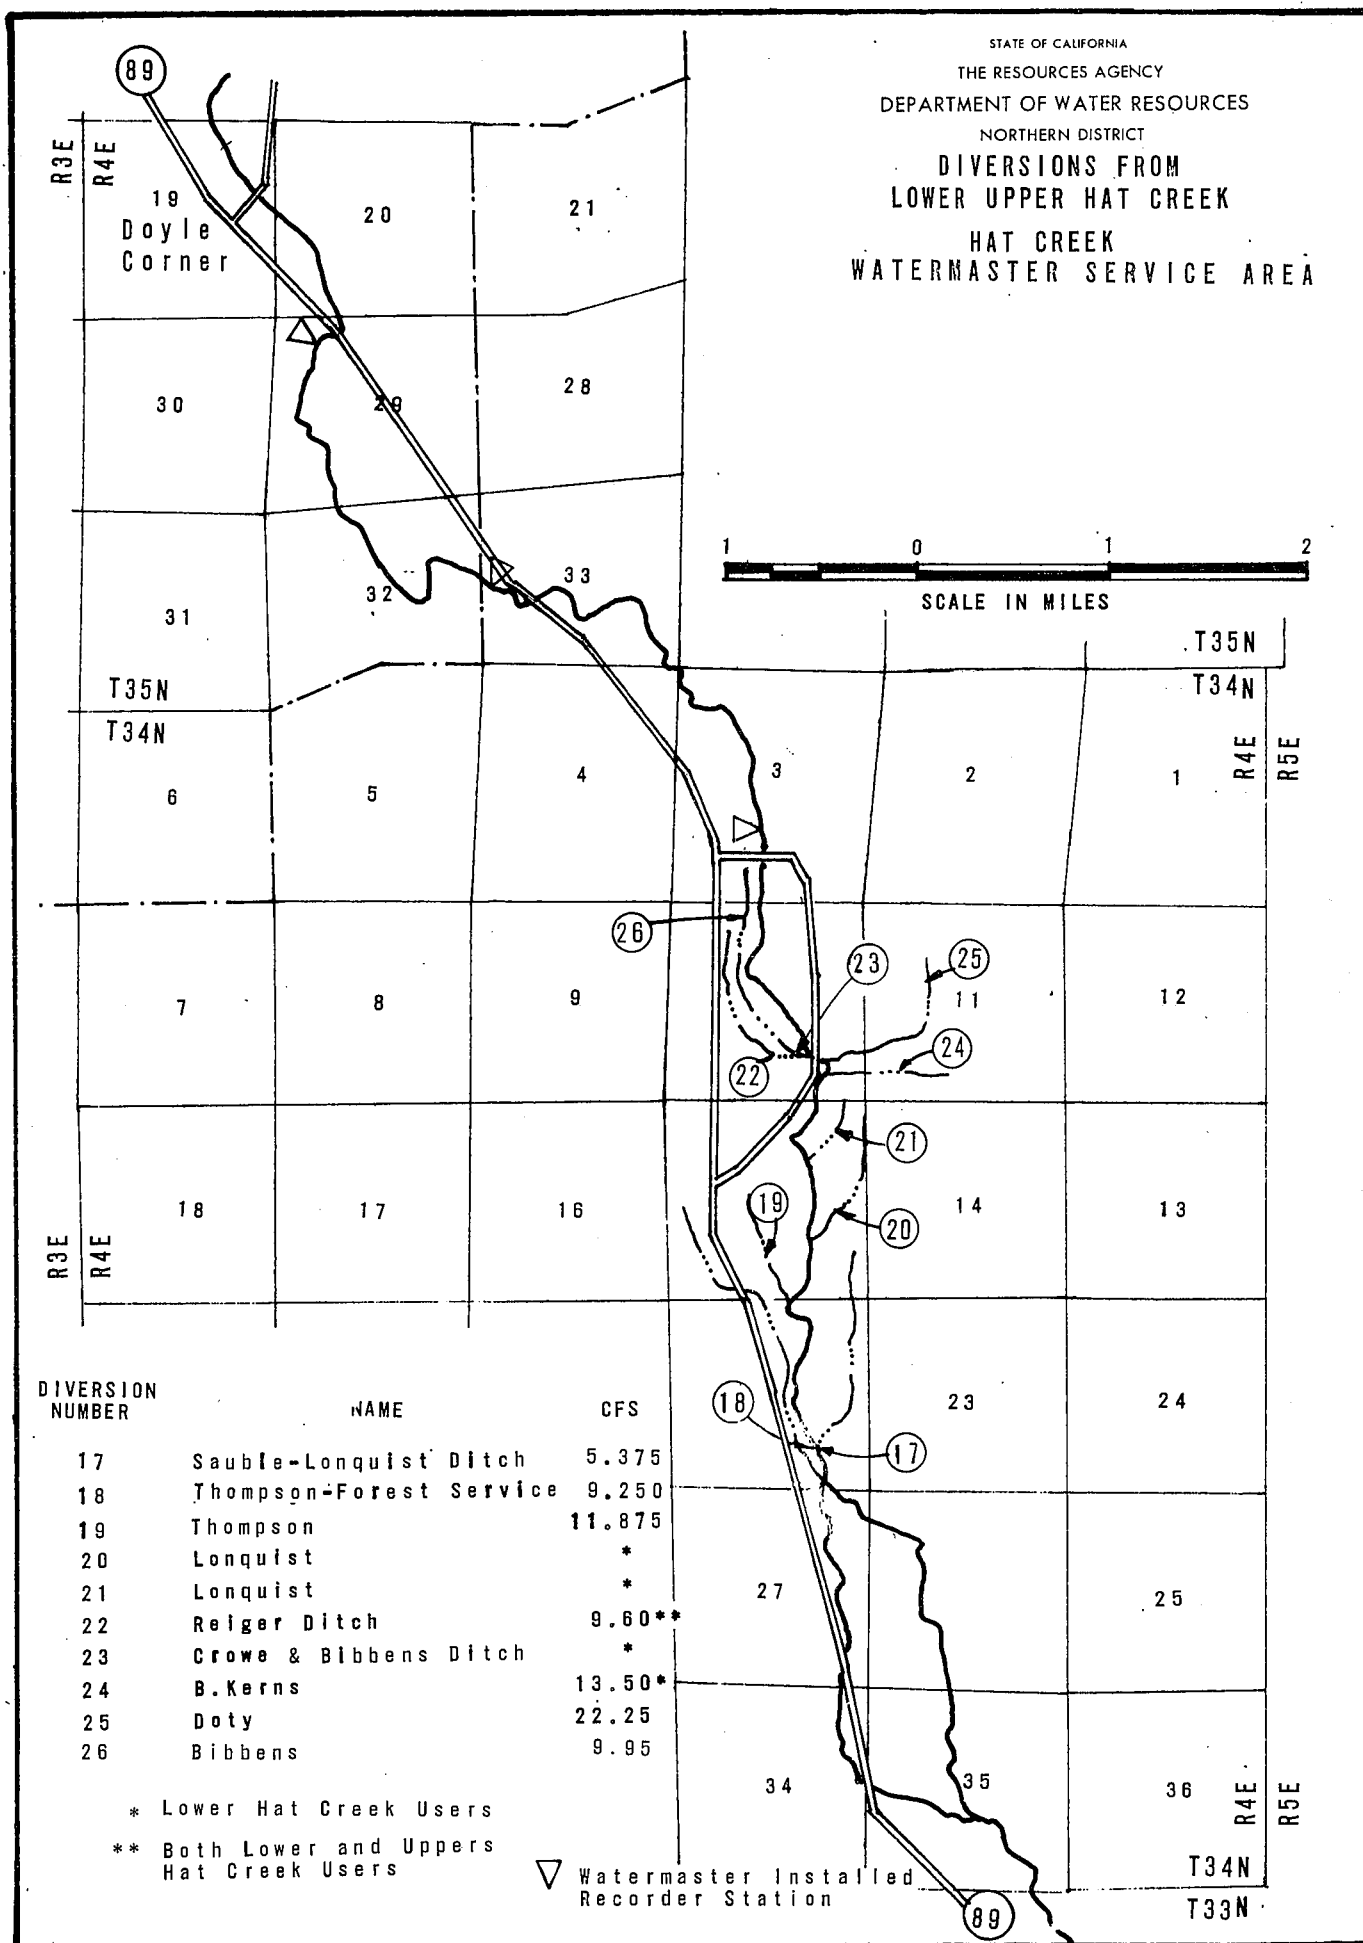 STATE OF CALIFORNIA
THE RESOURCES AGENCY
DEPARTMENT OF WATER RESOURCES
NORTHERN DISTRICT
DIVERSIONS FROM
LOWER UPPER HAT CREEK
HAT CREEK
WATERMASTER SERVICE AREA
89
R3E
R4E
19
20
21
Doyle
Corner
30
29
28
1 0 1 2
SCALE IN MILES
31
32
33
T35N
T35N
T34N
T34N
R4E
R5E
6
5
4
3
2
1
26
23
25
7
8
9
11
12
22
24
21
18
17
16
19
20
14
13
R3E
R4E
18
17
23
24
27
25
34
35
36
R4E
R5E
T34N
T33N
89
DIVERSION
NUMBER NAME CFS
17 Sauble-Lonquist Ditch 5.375
18 Thompson-Forest Service 9.250
19 Thompson 11.875
20 Lonquist *
21 Lonquist *
22 Reiger Ditch 9.60**
23 Crowe & Bibbens Ditch *
24 B.Kerns 13.50*
25 Doty 22.25
26 Bibbens 9.95
* Lower Hat Creek Users
** Both Lower and Uppers
Hat Creek Users
Watermaster Installed
Recorder Station